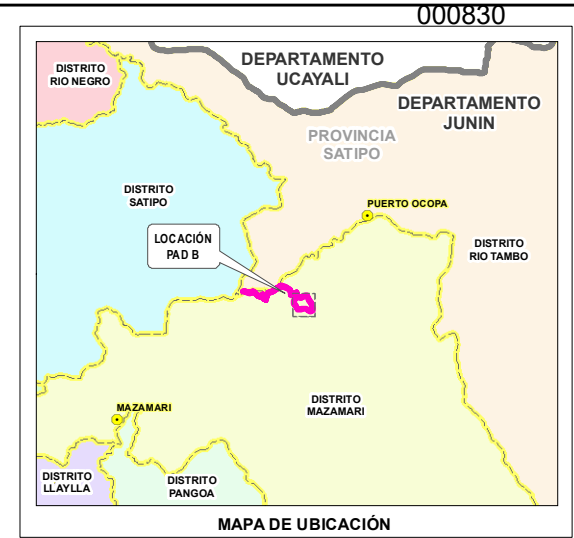 000830
DISTRITO
RIO NEGRO
DEPARTAMENTO
UCAYALI
DEPARTAMENTO
JUNIN
PROVINCIA
SATIPO
DISTRITO
SATIPO
PUERTO OCOPA
LOCACIÓN
PAD B
DISTRITO
RIO TAMBO
MAZAMARI
DISTRITO
MAZAMARI
DISTRITO
LLAYLLA
DISTRITO
PANGOA
MAPA DE UBICACIÓN